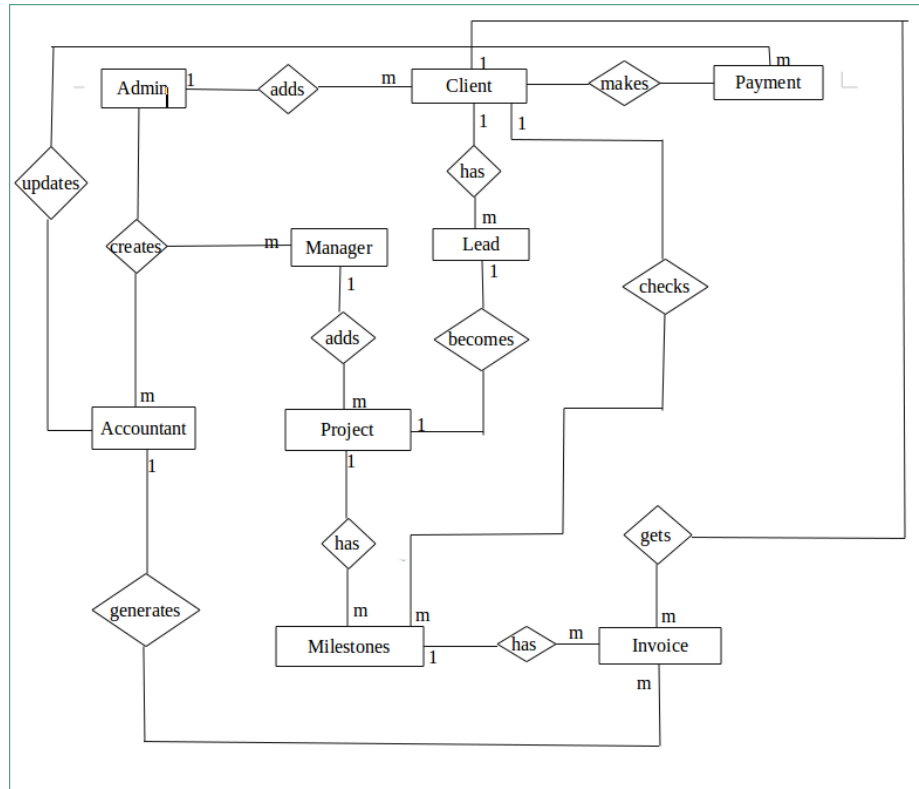 1
m
Admin
1
adds
m
Client
makes
Payment
1
1
updates
has
m
creates
m
Manager
Lead
1
1
checks
adds
becomes
m
m
Accountant
Project
1
1
1
has
gets
generates
m
m
m
Milestones
1
has
m
Invoice
m